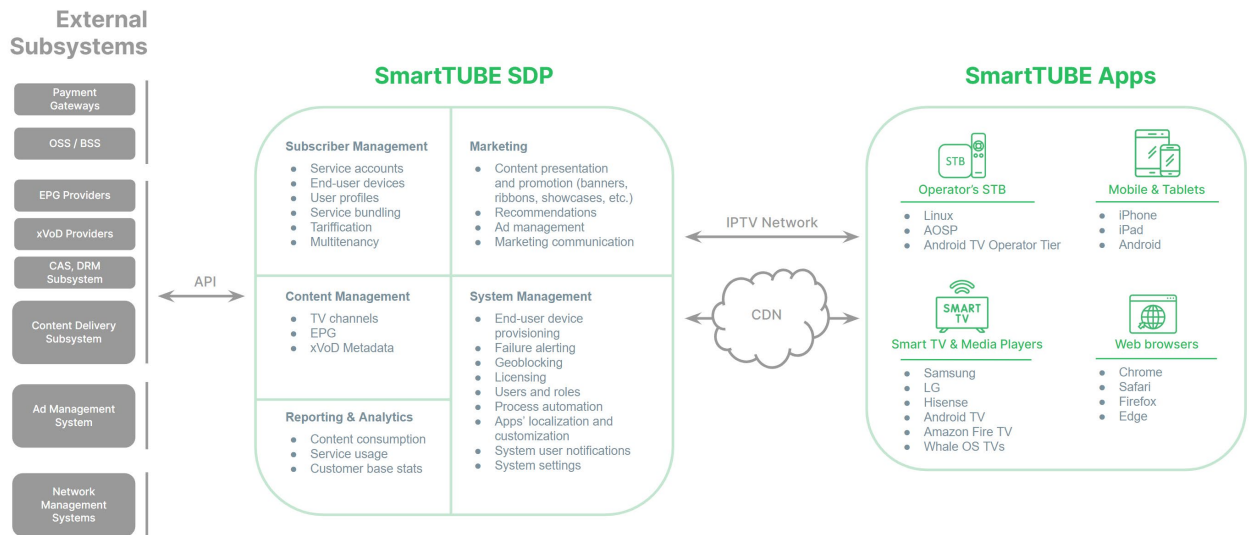 External
Subsystems
Payment
Gateways
OSS / BSS
EPG Providers
xVoD Providers
CAS, DRM
Subsystem
Content Delivery
Subsystem
Ad Management
System
Network
Management
Systems
API
SmartTUBE SDP
Subscriber Management
● Service accounts
● End-user devices
● User profiles
● Service bundling
● Tariffication
● Multitenancy
Marketing
● Content presentation
and promotion (banners,
ribbons, showcases, etc.)
● Recommendations
● Ad management
● Marketing communication
Content Management
● TV channels
● EPG
● xVoD Metadata
Reporting & Analytics
● Content consumption
● Service usage
● Customer base stats
System Management
● End-user device
provisioning
● Failure alerting
● Geoblocking
● Licensing
● Users and roles
● Process automation
● Apps' localization and
customization
● System user notifications
● System settings
IPTV Network
CDN
SmartTUBE Apps
STB
Operator's STB
● Linux
● AOSP
● Android TV Operator Tier
Mobile & Tablets
● iPhone
● iPad
● Android
SMART
TV
Smart TV & Media Players
● Samsung
● LG
● Hisense
● Android TV
● Amazon Fire TV
● Whale OS TVs
Web browsers
● Chrome
● Safari
● Firefox
● Edge